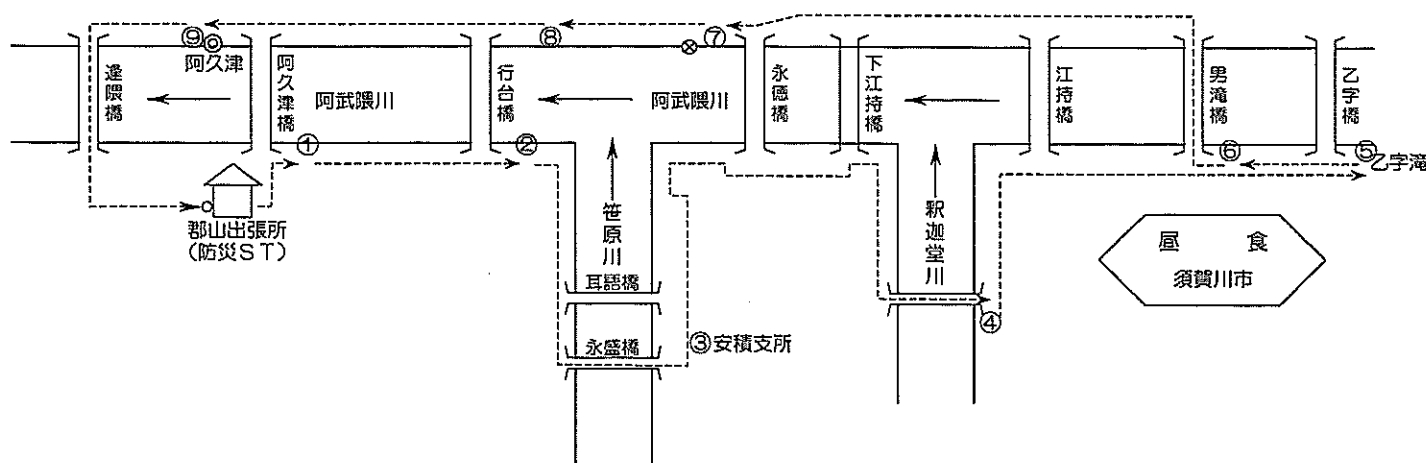 ⑨
阿久津
⑧
⑦
逢隈橋
阿久津橋
阿武隈川
行合橋
阿武隈川
永徳橋
下江持橋
江持橋
男滝橋
乙字橋
①
②
⑥
⑤
乙字滝
郡山出張所
(防災ST)
笹原川
耳語橋
永盛橋
③安積支所
釈迦堂川
④
昼 食
須賀川市